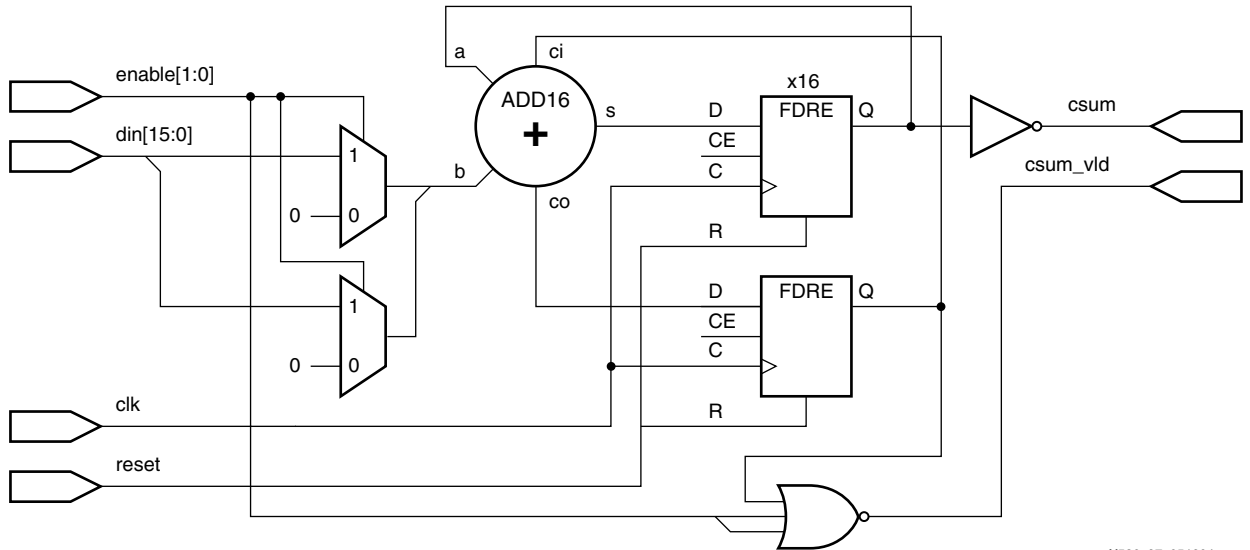 a
ci
x16
enable[1:0]
ADD16
+
s
D
FDRE
Q
csum
din[15:0]
1
CE
csum_vld
b
C
0
0
co
R
D
FDRE
Q
1
CE
C
0
0
clk
R
reset